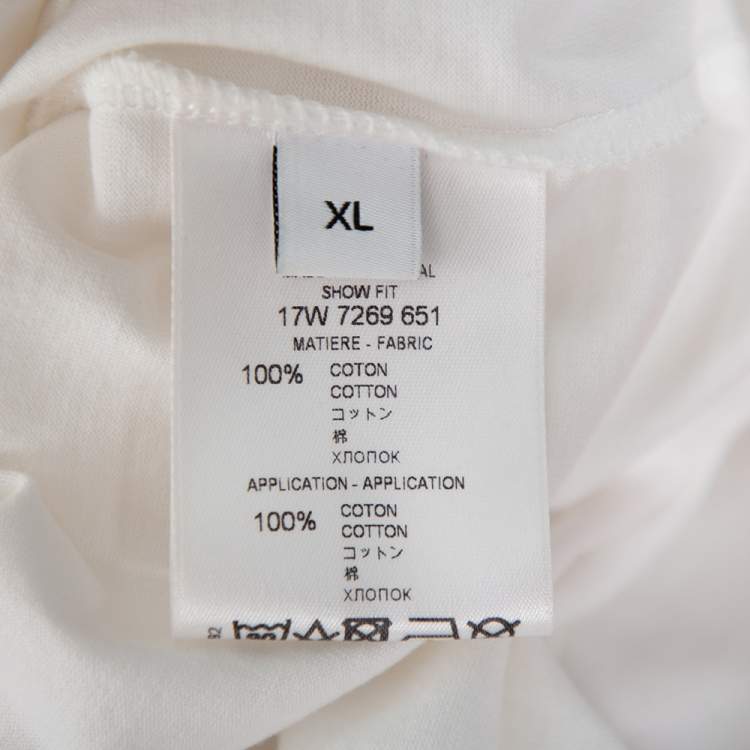 XL
AL
SHOW FIT
17W 7269 651
MATIERE - FABRIC
100% COTON
COTTON
コットン
棉
ХЛОПОК
APPLICATION - APPLICATION
100% COTON
COTTON
コットン
棉
ХЛОПОК